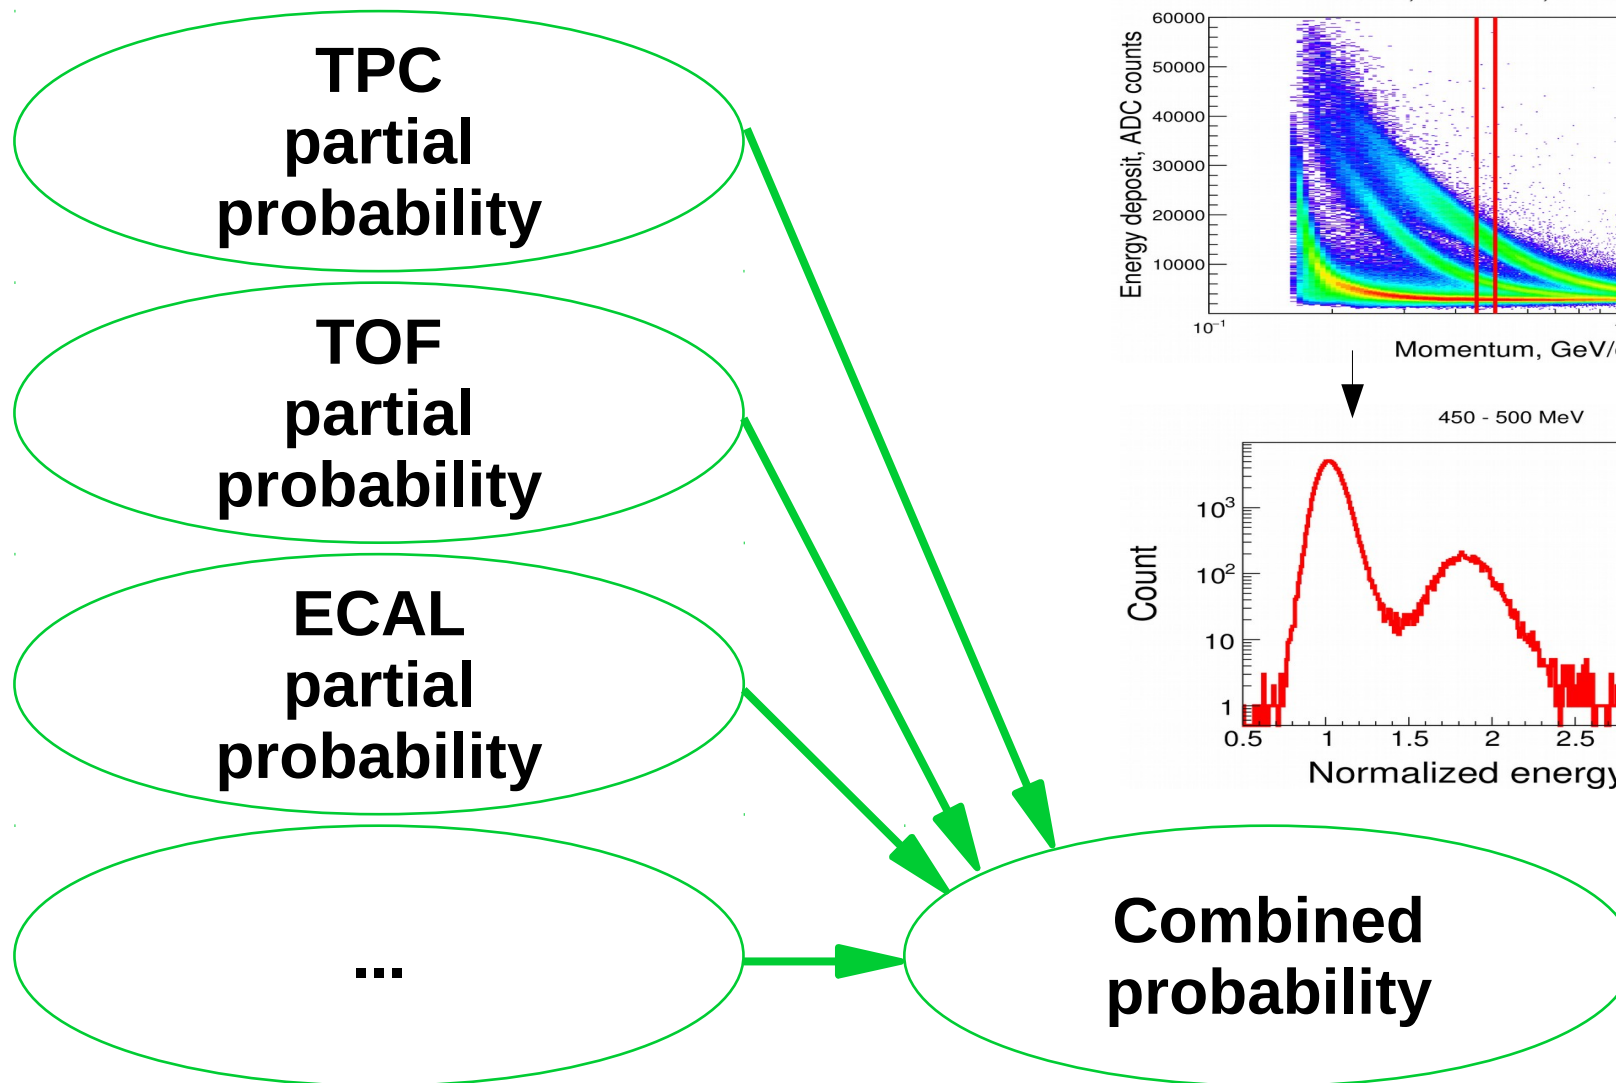 TPC
partial
probability
TOF
partial
probability
ECAL
partial
probability
...
Combined
probability
60000
50000
40000
30000
20000
10000
Energy deposit, ADC counts
10⁻¹
Momentum, GeV/
450 - 500 MeV
10³
10²
10
1
Count
0.5 1 1.5 2 2.5
Normalized energy